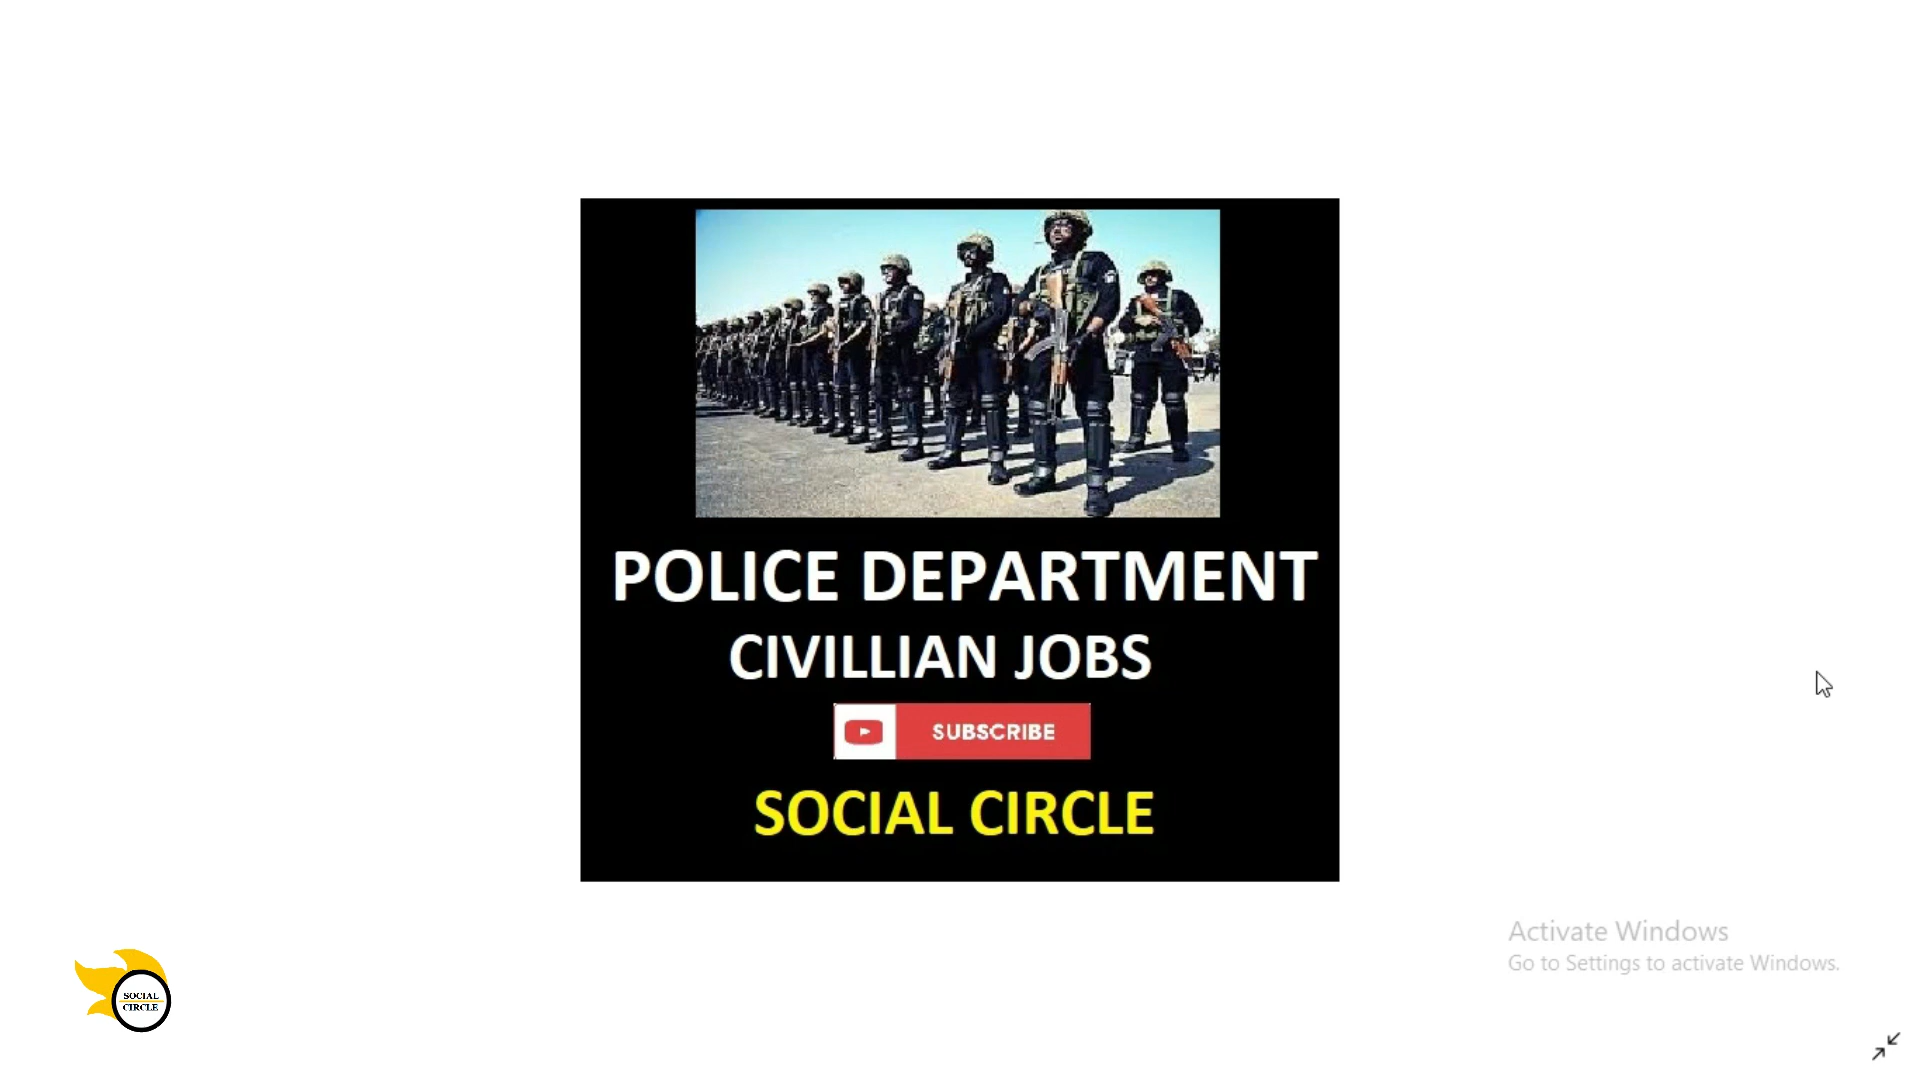 POLICE DEPARTMENT
CIVILLIAN JOBS
SUBSCRIBE
SOCIAL CIRCLE
SOCIAL
CIRCLE
Activate Windows
Go to Settings to activate Windows.